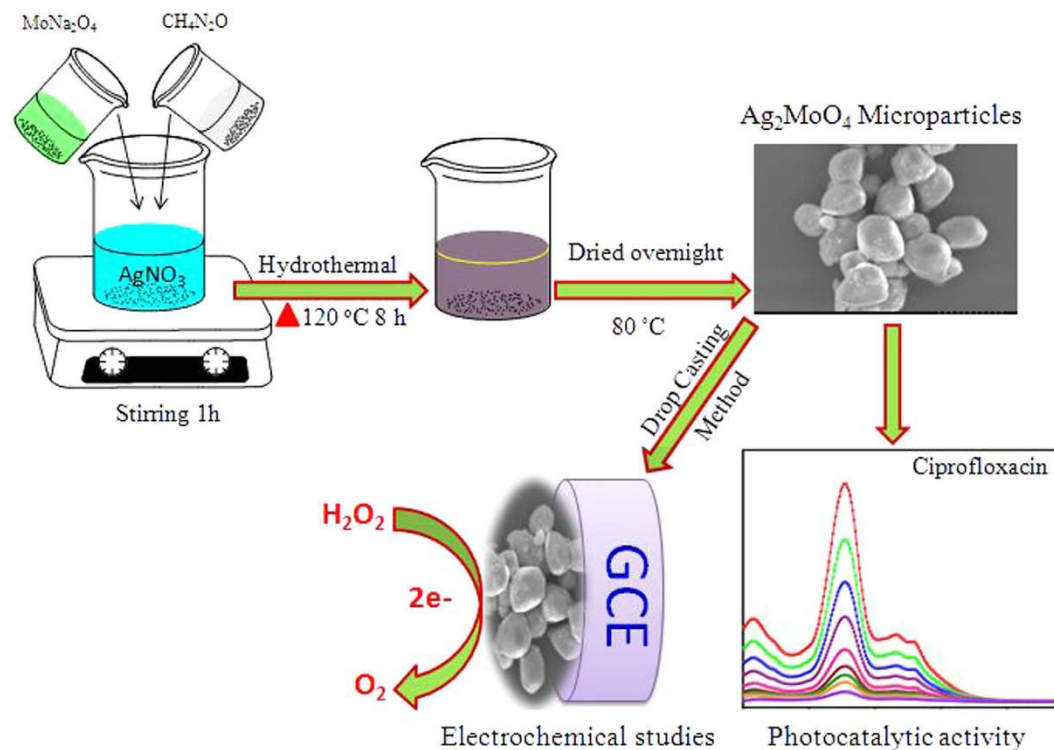 MoNa₂O₄
CH₄N₂O
AgNO₃
Stirring 1h
Hydrothermal
120 °C 8 h
Dried overnight
80 °C
Ag₂MoO₄ Microparticles
Drop Casting
Method
H₂O₂
2e-
O₂
GCE
Electrochemical studies
Ciprofloxacin
Photocatalytic activity